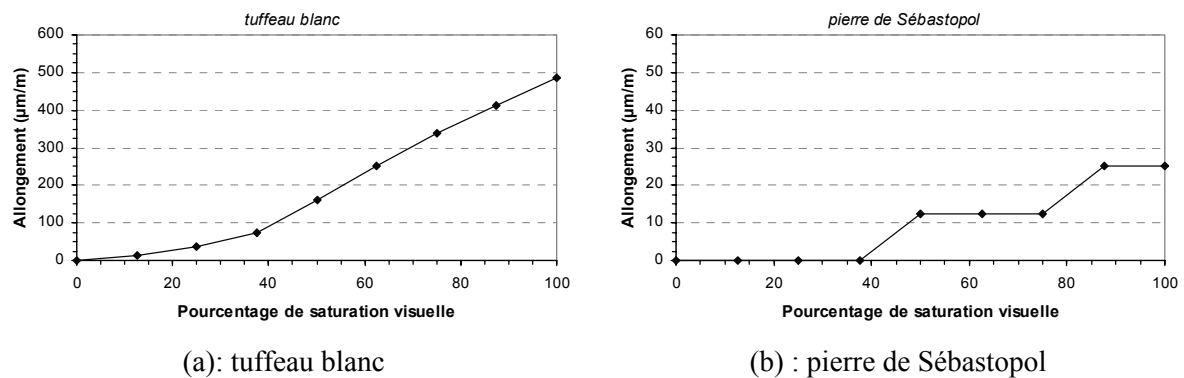 tuffeau blanc
600
500
400
300
200
100
0
Allongement (µm/m)
0 20 40 60 80 100
Pourcentage de saturation visuelle
(a): tuffeau blanc
pierre de Sébastopol
60
50
40
30
20
10
0
Allongement (µm/m)
0 20 40 60 80 100
Pourcentage de saturation visuelle
(b) : pierre de Sébastopol